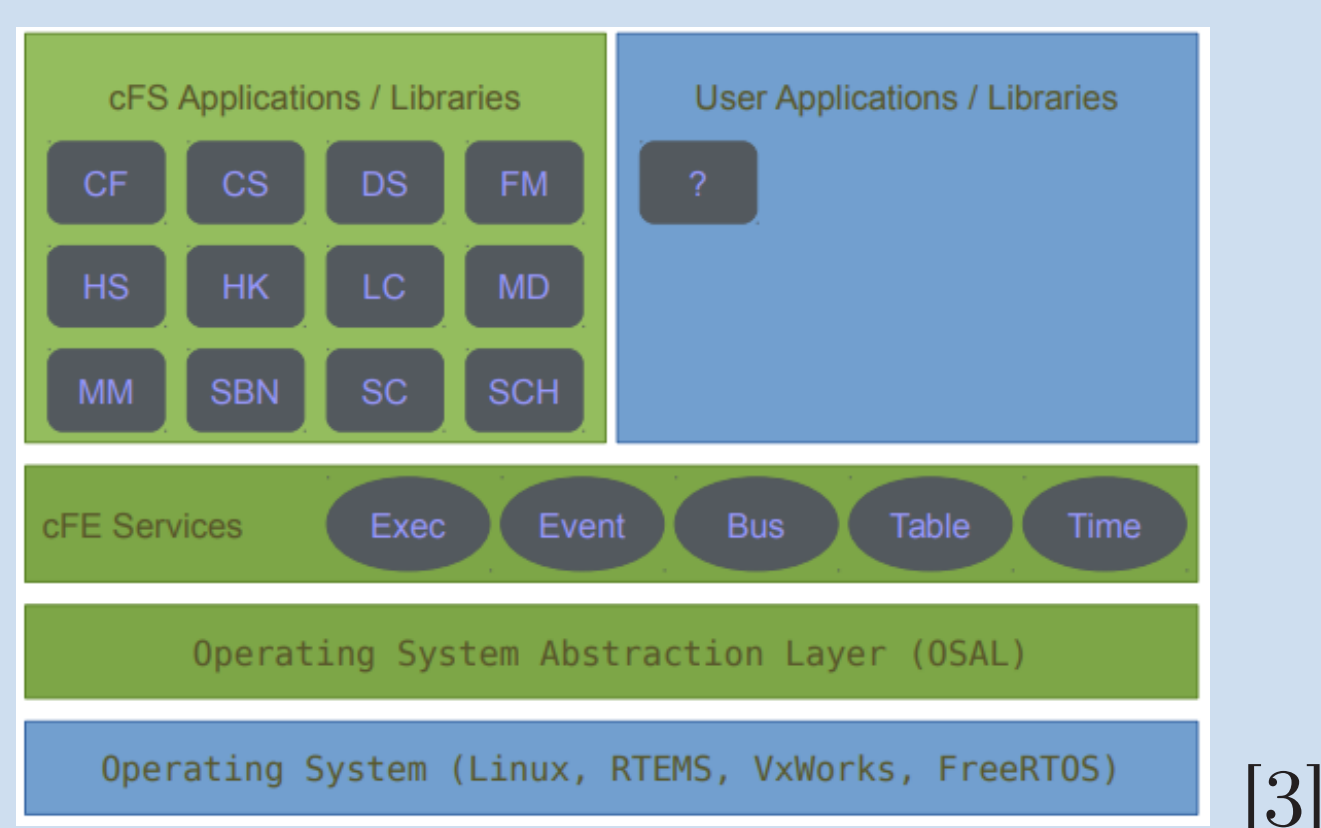 cFS Applications / Libraries
CF CS DS FM
HS HK LC MD
MM SBN SC SCH
User Applications / Libraries
?
cFE Services Exec Event Bus Table Time
Operating System Abstraction Layer (OSAL)
Operating System (Linux, RTEMS, VxWorks, FreeRTOS)
[3]